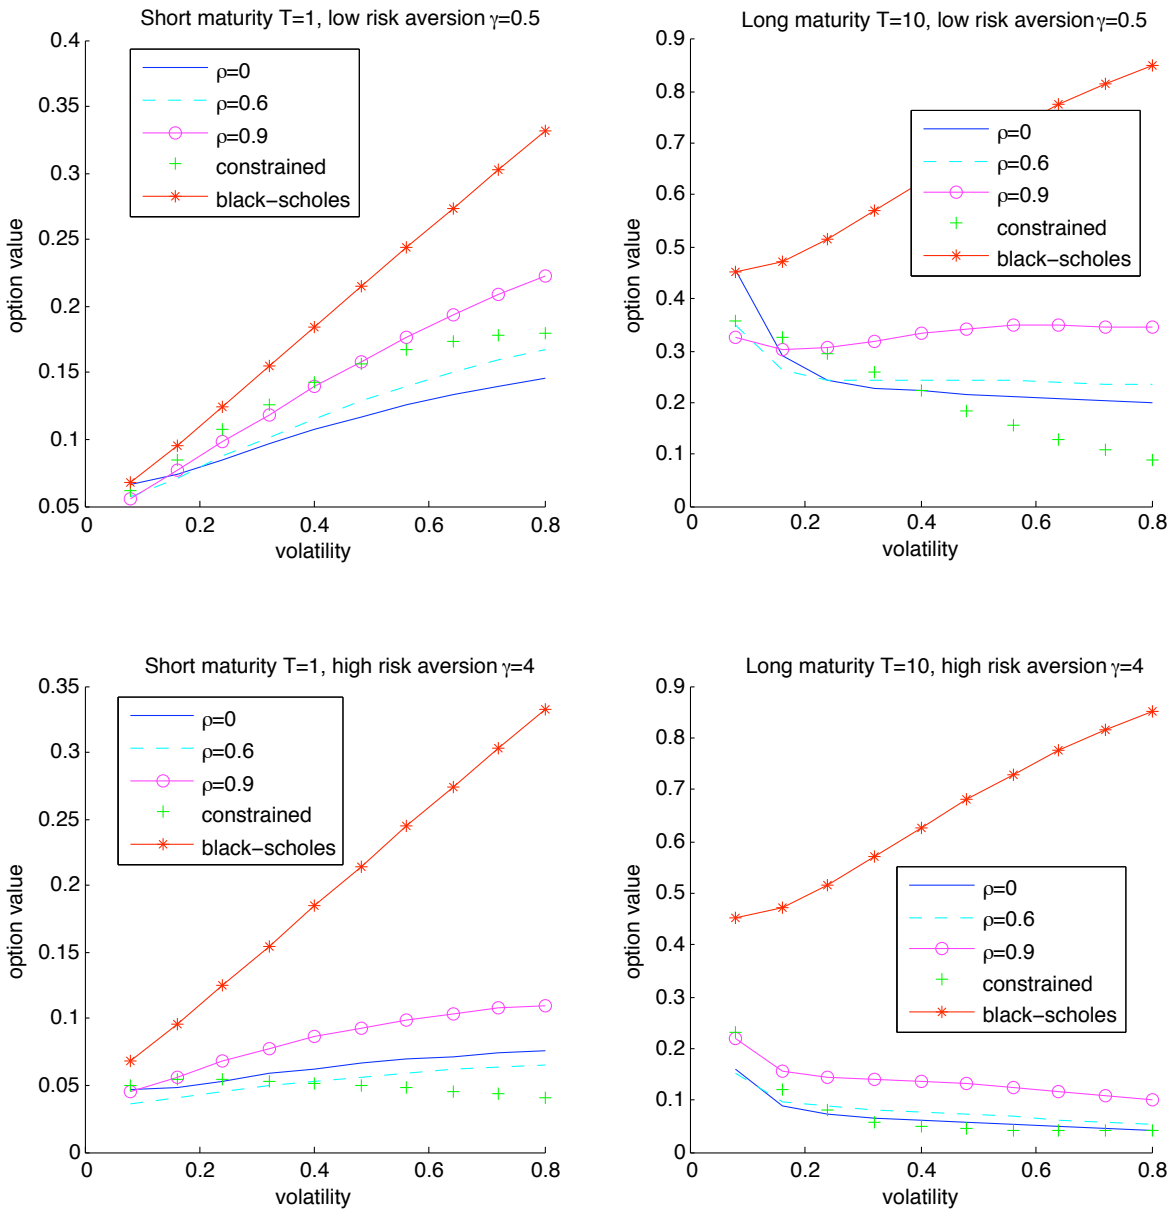 Short maturity T=1, low risk aversion γ=0.5
0.4
0.35
0.3
0.25
0.2
0.15
0.1
0.05
option value
ρ=0
ρ=0.6
ρ=0.9
constrained
black−scholes
0
0.2
0.4
0.6
0.8
volatility
Long maturity T=10, low risk aversion γ=0.5
0.9
0.8
0.7
0.6
0.5
0.4
0.3
0.2
0.1
0
option value
ρ=0
ρ=0.6
ρ=0.9
constrained
black−scholes
0
0.2
0.4
0.6
0.8
volatility
Short maturity T=1, high risk aversion γ=4
0.35
0.3
0.25
0.2
0.15
0.1
0.05
0
option value
ρ=0
ρ=0.6
ρ=0.9
constrained
black−scholes
0
0.2
0.4
0.6
0.8
volatility
Long maturity T=10, high risk aversion γ=4
0.9
0.8
0.7
0.6
0.5
0.4
0.3
0.2
0.1
0
option value
ρ=0
ρ=0.6
ρ=0.9
constrained
black−scholes
0
0.2
0.4
0.6
0.8
volatility